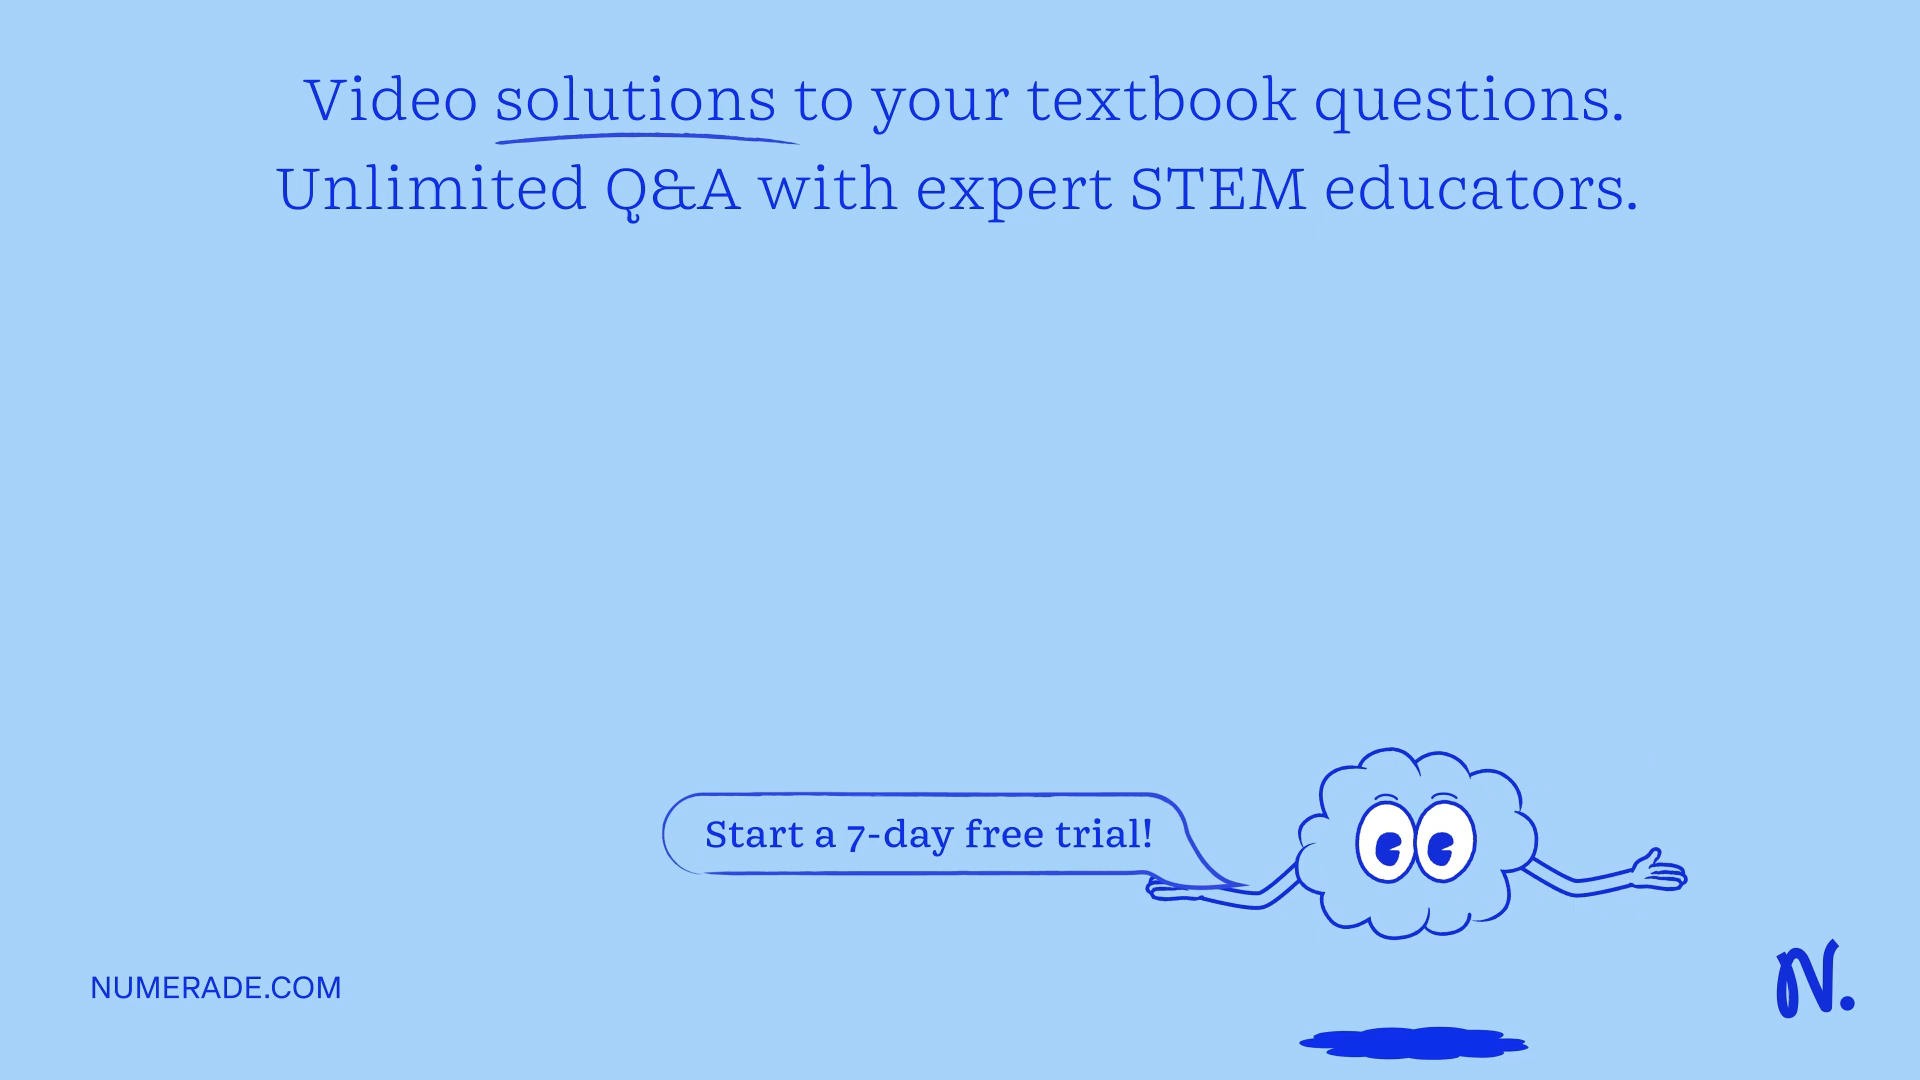 Video solutions to your textbook questions.
Unlimited Q&A with expert STEM educators.
Start a 7-day free trial!
NUMERADE.COM
N.